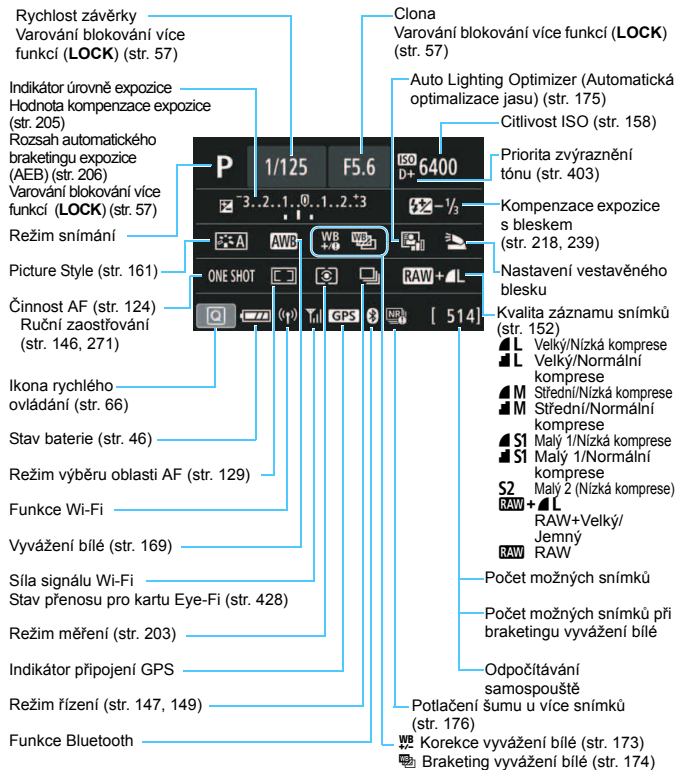 Rychlost závěrky
Varování blokování více
funkcí (LOCK) (str. 57)
Clona
Varování blokování více funkcí (LOCK)
(str. 57)
Indikátor úrovně expozice
Hodnota kompenzace expozice
(str. 205)
Rozsah automatického
braketingu expozice
(AEB) (str. 206)
Varování blokování více
funkcí (LOCK) (str. 57)
Auto Lighting Optimizer (Automatická
optimalizace jasu) (str. 175)
Citlivost ISO (str. 158)
Priorita zvýraznění
tónu (str. 403)
Kompenzace expozice
s bleskem
(str. 218, 239)
Nastavení vestavěného
blesku
Režim snímání
Picture Style (str. 161)
Činnost AF (str. 124)
Ruční zaostřování
(str. 146, 271)
Ikona rychlého
ovládání (str. 66)
Stav baterie (str. 46)
Režim výběru oblasti AF (str. 129)
Funkce Wi-Fi
Vyvážení bílé (str. 169)
Síla signálu Wi-Fi
Stav přenosu pro kartu Eye-Fi (str. 428)
Režim měření (str. 203)
Indikátor připojení GPS
Režim řízení (str. 147, 149)
Funkce Bluetooth
P 1/125 F5.6 ISO D+ 6400
-3..2..1..0..1..2.+3 -1/3
A AWB WB +/- WB
ONE SHOT RAW+L
Q GPS NR [ 514]
Kvalita záznamu snímků
(str. 152)
L Velký/Nízká komprese
L Velký/Normální
komprese
M Střední/Nízká komprese
M Střední/Normální
komprese
S1 Malý 1/Nízká komprese
S1 Malý 1/Normální
komprese
S2 Malý 2 (Nízká komprese)
RAW+L
RAW+Velký/
Jemný
RAW RAW
Počet možných snímků
Počet možných snímků při
braketingu vyvážení bílé
Odpočítávání
samospouště
Potlačení šumu u více snímků
(str. 176)
WB +/- Korekce vyvážení bílé (str. 173)
WB Braketing vyvážení bílé (str. 174)